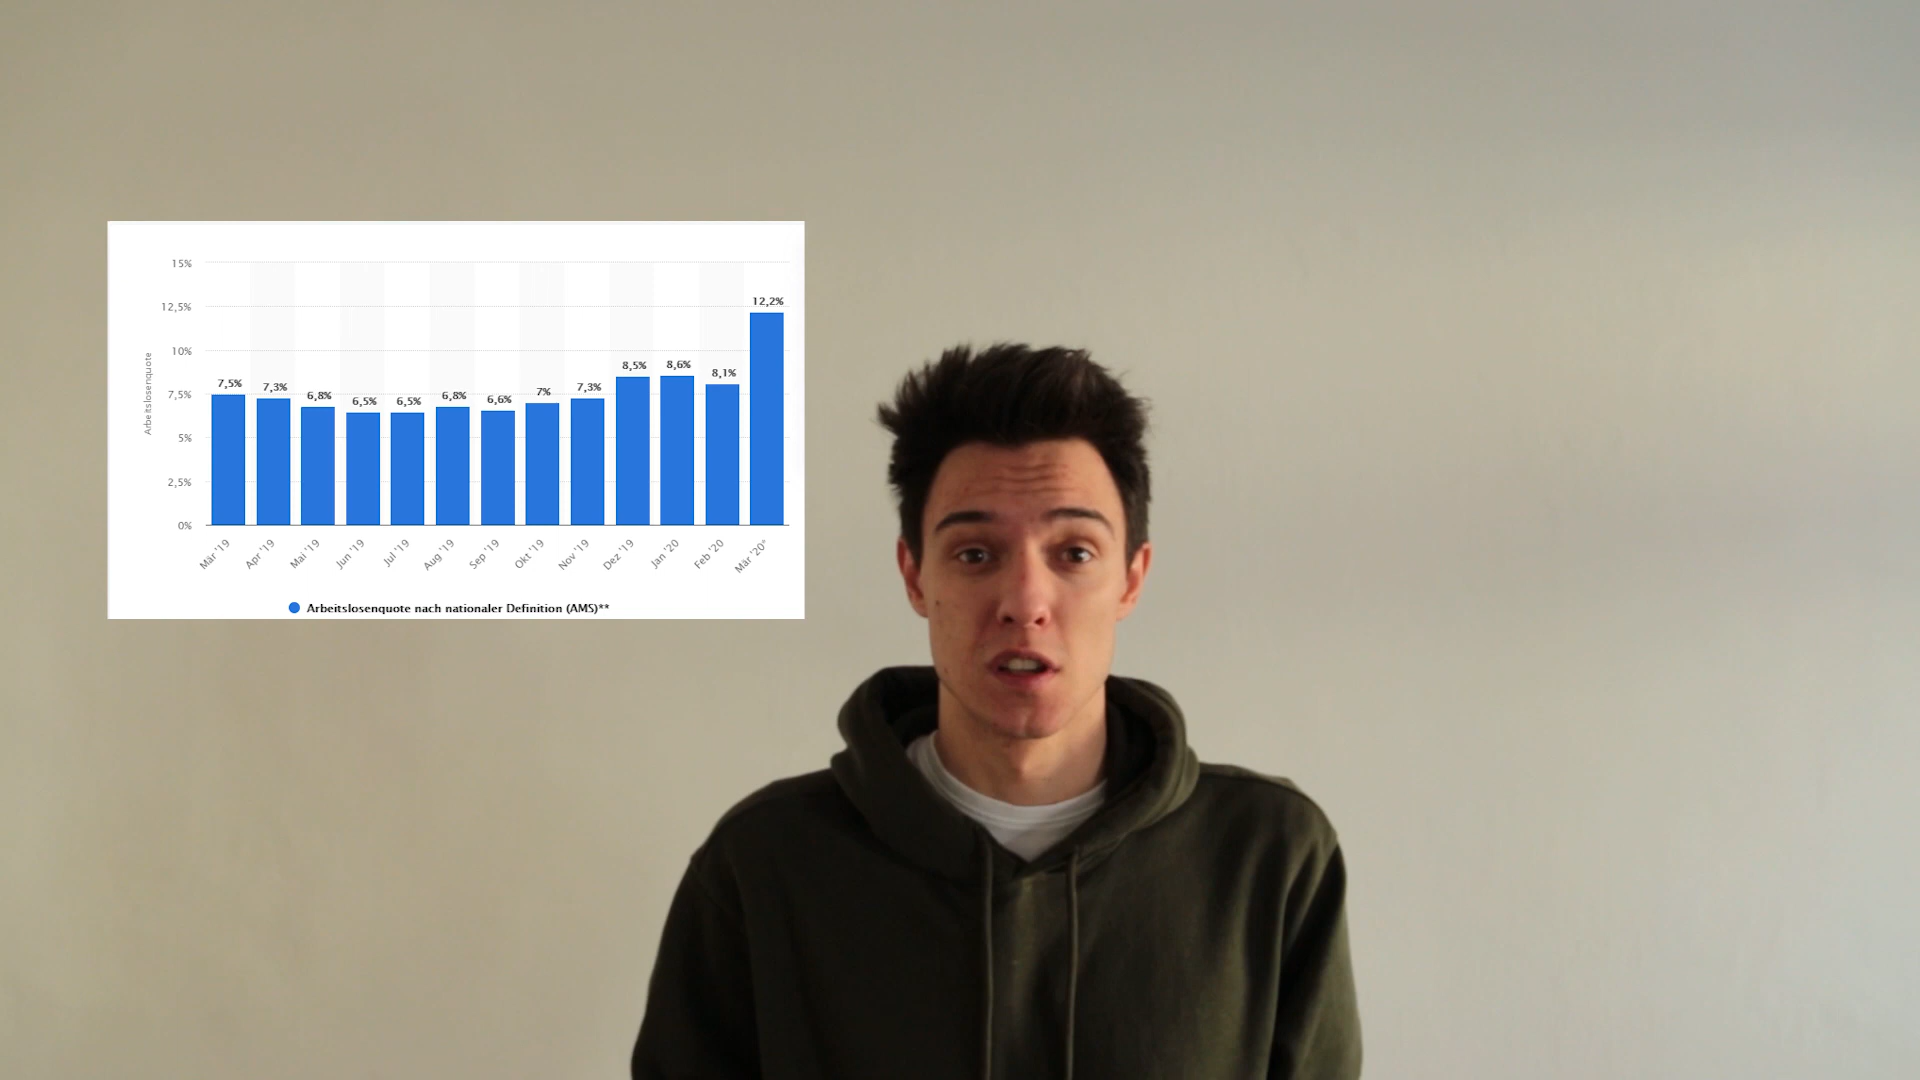 15%
12,5%
10%
7,5%
5%
2,5%
0%
Arbeitslosenquote
7,5%
7,3%
6,8%
6,5%
6,5%
6,8%
6,6%
7%
7,3%
8,5%
8,6%
8,1%
12,2%
Mär '19
Apr '19
Mai '19
Jun '19
Jul '19
Aug '19
Sep '19
Okt '19
Nov '19
Dez '19
Jan '20
Feb '20
Mär '20*
Arbeitslosenquote nach nationaler Definition (AMS)**